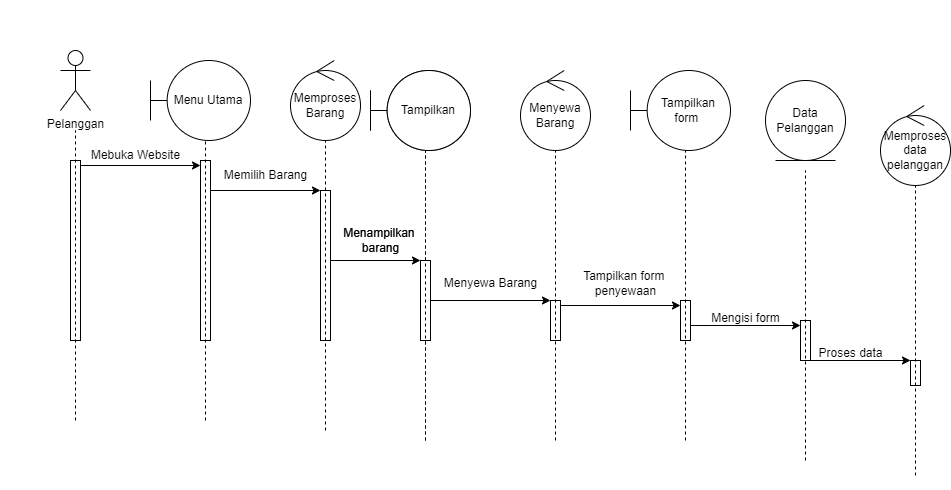 Pelanggan
Menu Utama
Memproses
Barang
Tampilkan
Menyewa
Barang
Tampilkan
form
Data
Pelanggan
Memproses
data
pelanggan
Mebuka Website
Memilih Barang
Menampilkan
barang
Menyewa Barang
Tampilkan form
penyewaan
Mengisi form
Proses data